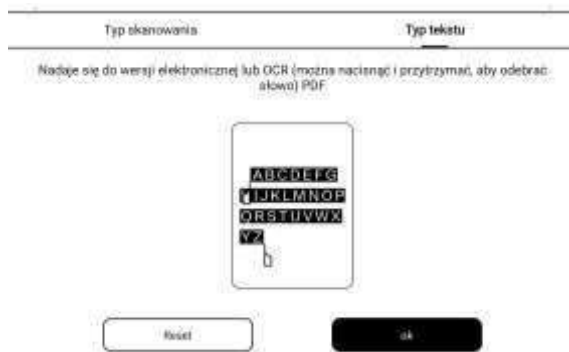 Typ skanowania
Typ tekstu
Nadaje się do wersji elektronicznej lub OCR (można nacisnąć i przytrzymać, aby odebrać
słowo) PDF
ABCDEFG
HIJKLMNOP
QRSTUVWX
YZ
Reset
ok